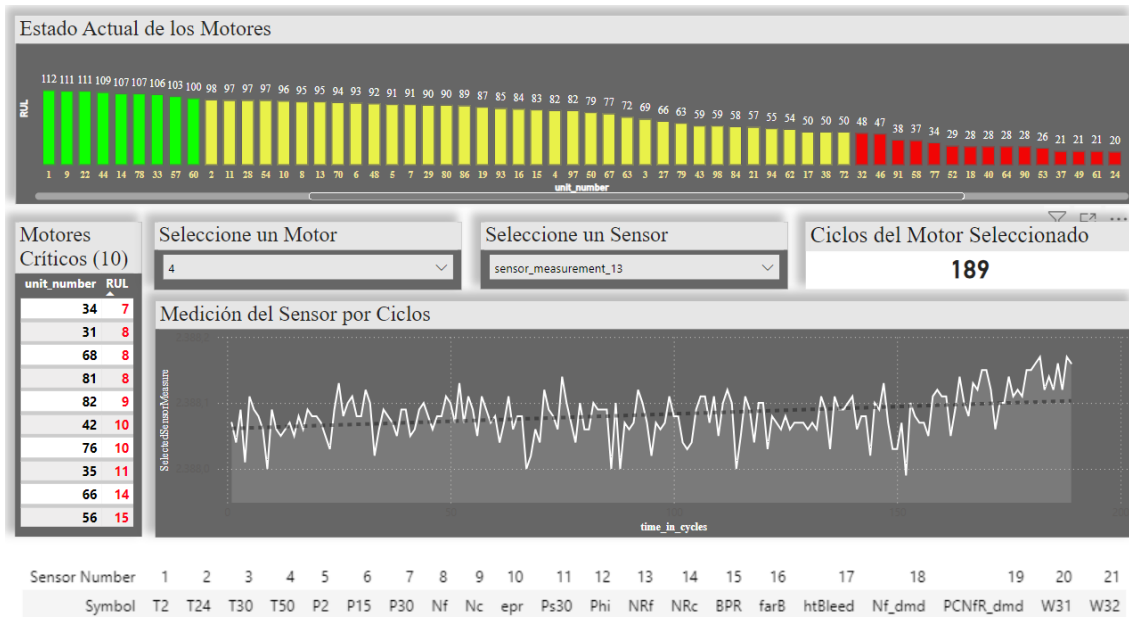 Estado Actual de los Motores
RUL
112 111 111 109 107 107 106 103 100 98 97 97 97 96 95 95 94 93 92 91 91 90 90 89 87 85 84 83 82 82 79 77 72 69 66 63 59 59 58 57 55 54 50 50 50 48 47 38 37 34 29 28 28 28 28 26 21 21 21 20
1 9 22 44 14 78 33 57 60 2 11 28 54 10 8 13 70 6 48 5 7 29 80 86 19 93 16 15 4 97 50 67 63 3 27 79 43 98 84 21 94 62 17 38 72 32 46 91 58 77 52 18 40 64 90 53 37 49 61 24
unit_number
Motores
Críticos (10)
unit_number RUL
34 7
31 8
68 8
81 8
82 9
42 10
76 10
35 11
66 14
56 15
Seleccione un Motor
4
Seleccione un Sensor
sensor_measurement_13
Ciclos del Motor Seleccionado
189
Medición del Sensor por Ciclos
SelectedSensorMeasure
time_in_cycles
Sensor Number 1 2 3 4 5 6 7 8 9 10 11 12 13 14 15 16 17 18 19 20 21
Symbol T2 T24 T30 T50 P2 P15 P30 Nf Nc epr Ps30 Phi NRf NRc BPR farB htBleed Nf_dmd PCNfR_dmd W31 W32